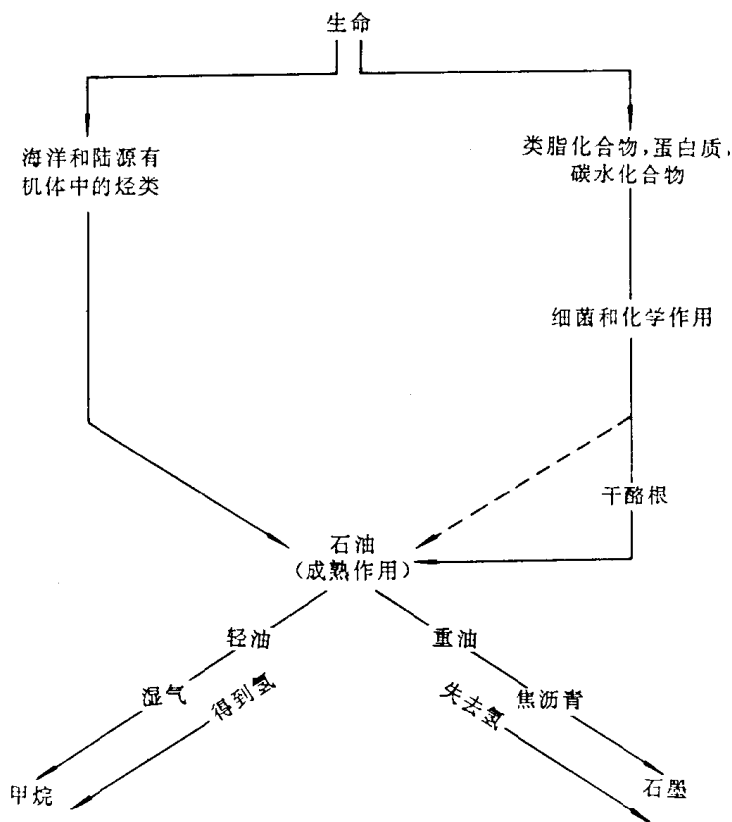 生命
海洋和陆源有
机体中的烃类
类脂化合物，蛋白质，
碳水化合物
细菌和化学作用
干酪根
石油
（成熟作用）
轻油
重油
湿气
得到氢
失去氢
焦沥青
甲烷
石墨